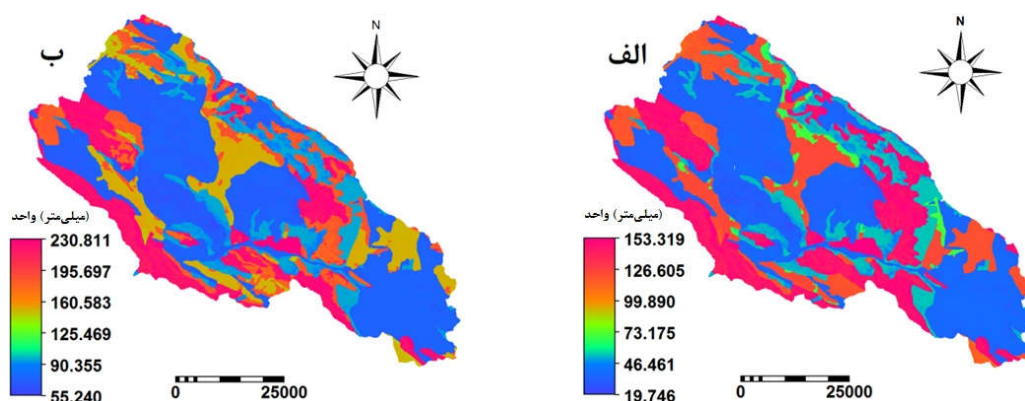 الف
N
واحد (میلی‌متر)
153.319
126.605
99.890
73.175
46.461
19.746
0
25000
ب
N
واحد (میلی‌متر)
230.811
195.697
160.583
125.469
90.355
55.240
0
25000